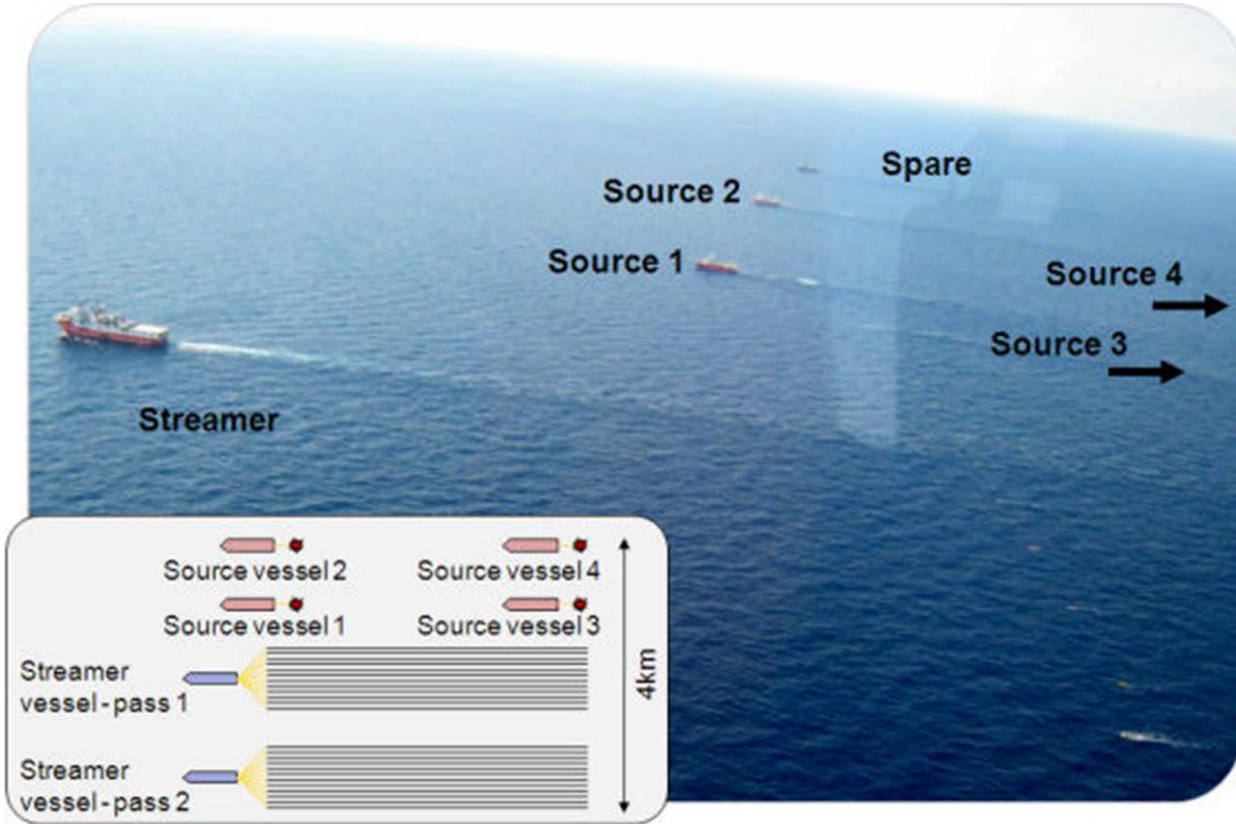 Spare
Source 2
Source 1
Source 4
Source 3
Streamer
Source vessel 2
Source vessel 4
Source vessel 1
Source vessel 3
Streamer
vessel - pass 1
4km
Streamer
vessel - pass 2